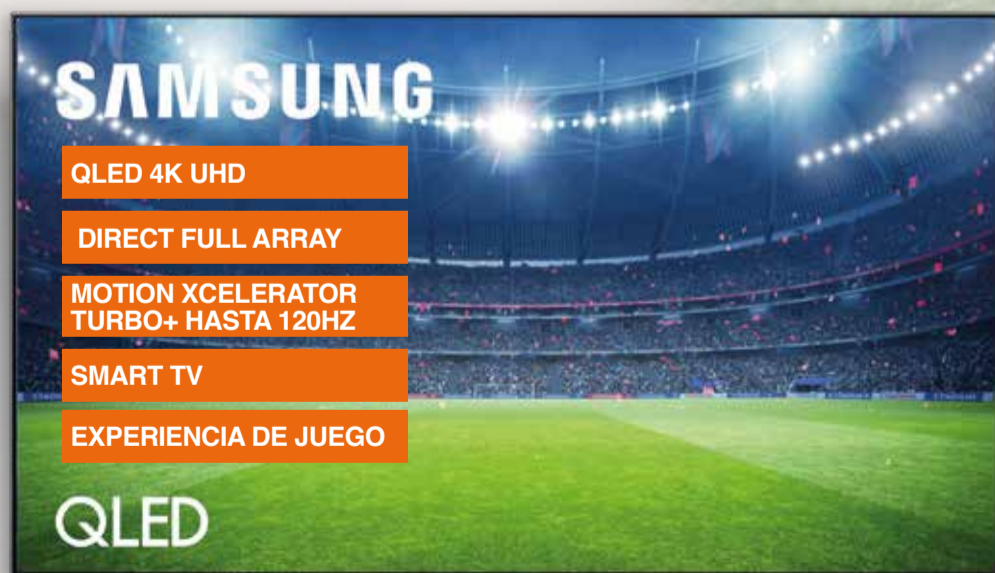 SAMSUNG
QLED 4K UHD
DIRECT FULL ARRAY
MOTION XCELERATOR
TURBO+ HASTA 120HZ
SMART TV
EXPERIENCIA DE JUEGO
QLED